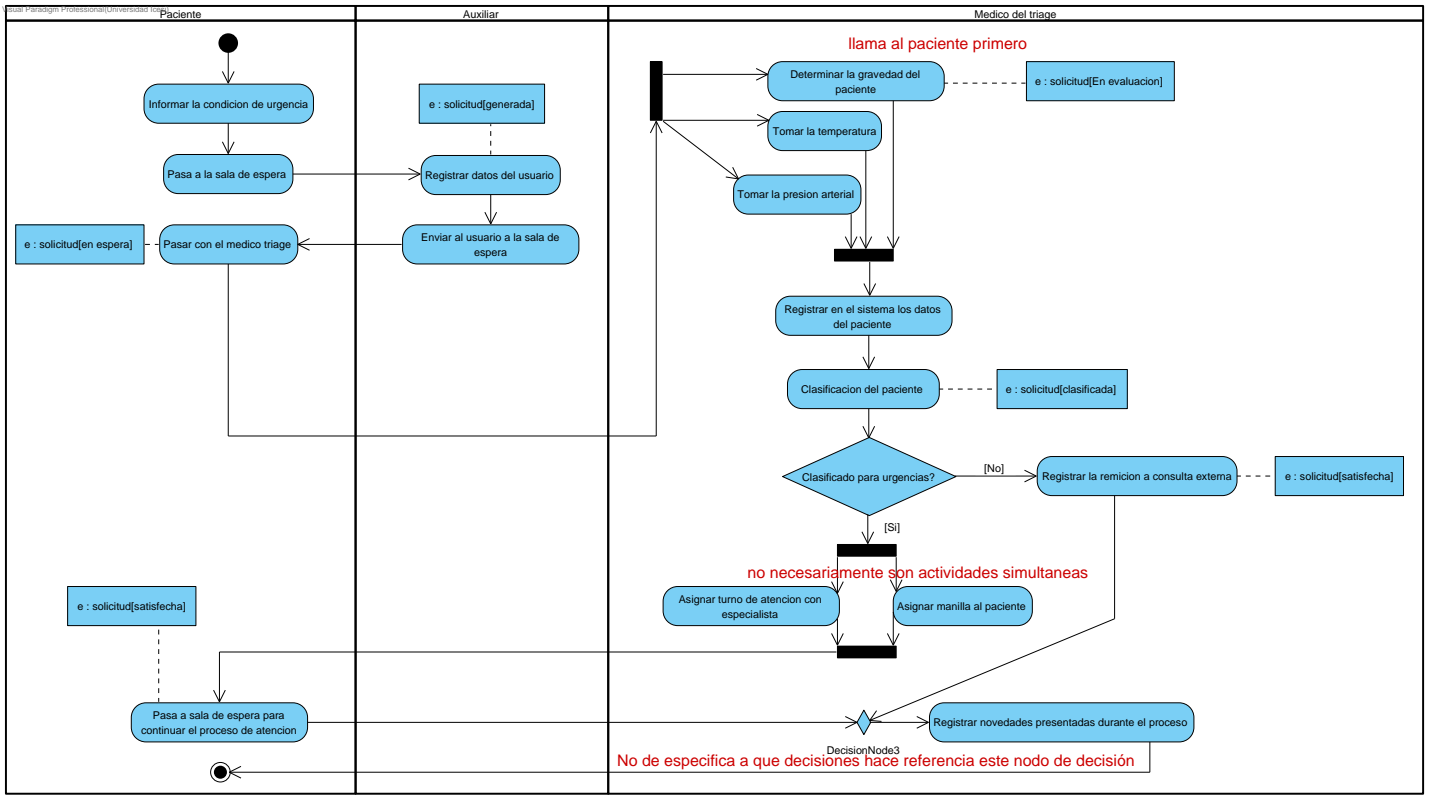 Visual Paradigm Professional(Universidad Icesi)
Paciente
Auxiliar
Medico del triage
llama al paciente primero
Determinar la gravedad del
paciente
e : solicitud[En evaluacion]
Informar la condicion de urgencia
e : solicitud[generada]
Tomar la temperatura
Pasa a la sala de espera
Registrar datos del usuario
Tomar la presion arterial
e : solicitud[en espera]
Pasar con el medico triage
Enviar al usuario a la sala de
espera
Registrar en el sistema los datos
del paciente
Clasificacion del paciente
e : solicitud[clasificada]
Clasificado para urgencias?
[No]
Registrar la remicion a consulta externa
e : solicitud[satisfecha]
[Si]
no necesariamente son actividades simultaneas
e : solicitud[satisfecha]
Asignar turno de atencion con
especialista
Asignar manilla al paciente
Pasa a sala de espera para
continuar el proceso de atencion
Registrar novedades presentadas durante el proceso
DecisionNode3
No de especifica a que decisiones hace referencia este nodo de decisión